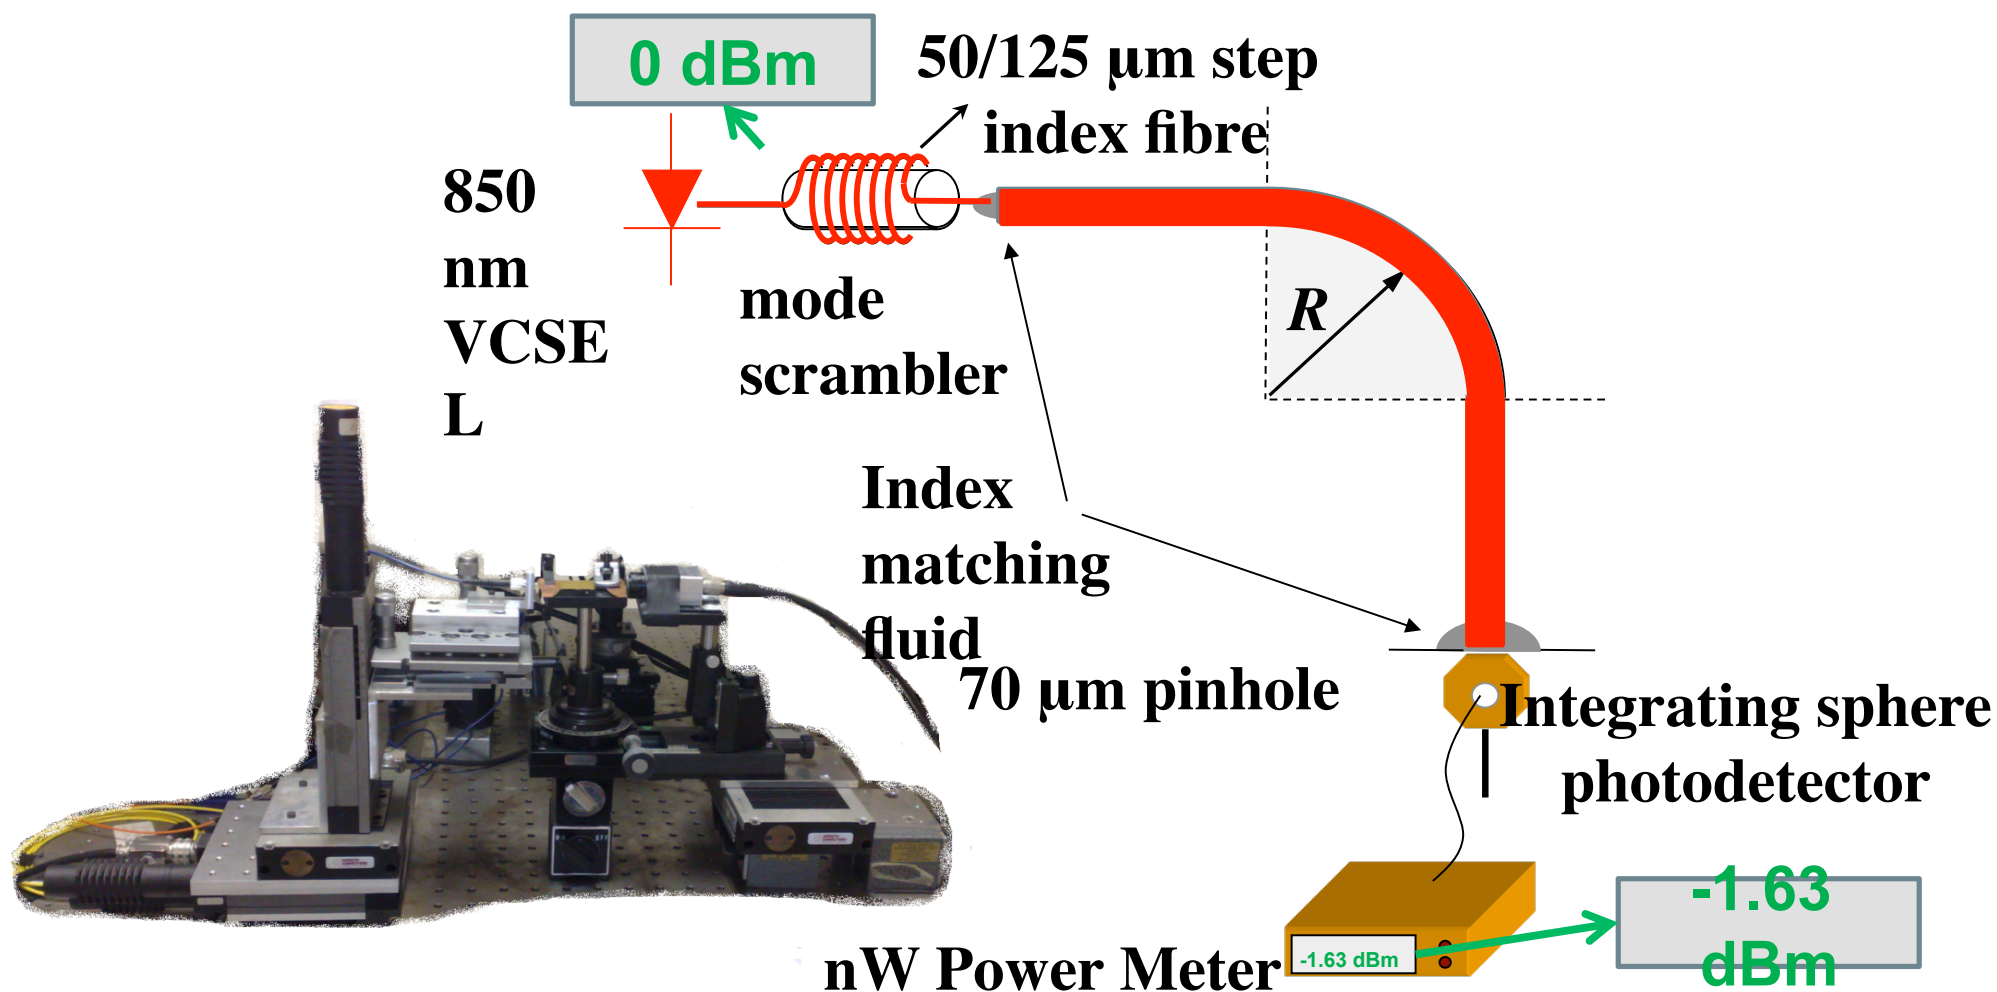 0 dBm
50/125 µm step
index fibre
850
nm
VCSE
L
mode
scrambler
R
Index
matching
fluid
70 µm pinhole
Integrating sphere
photodetector
-1.63 dBm
nW Power Meter
-1.63
dBm